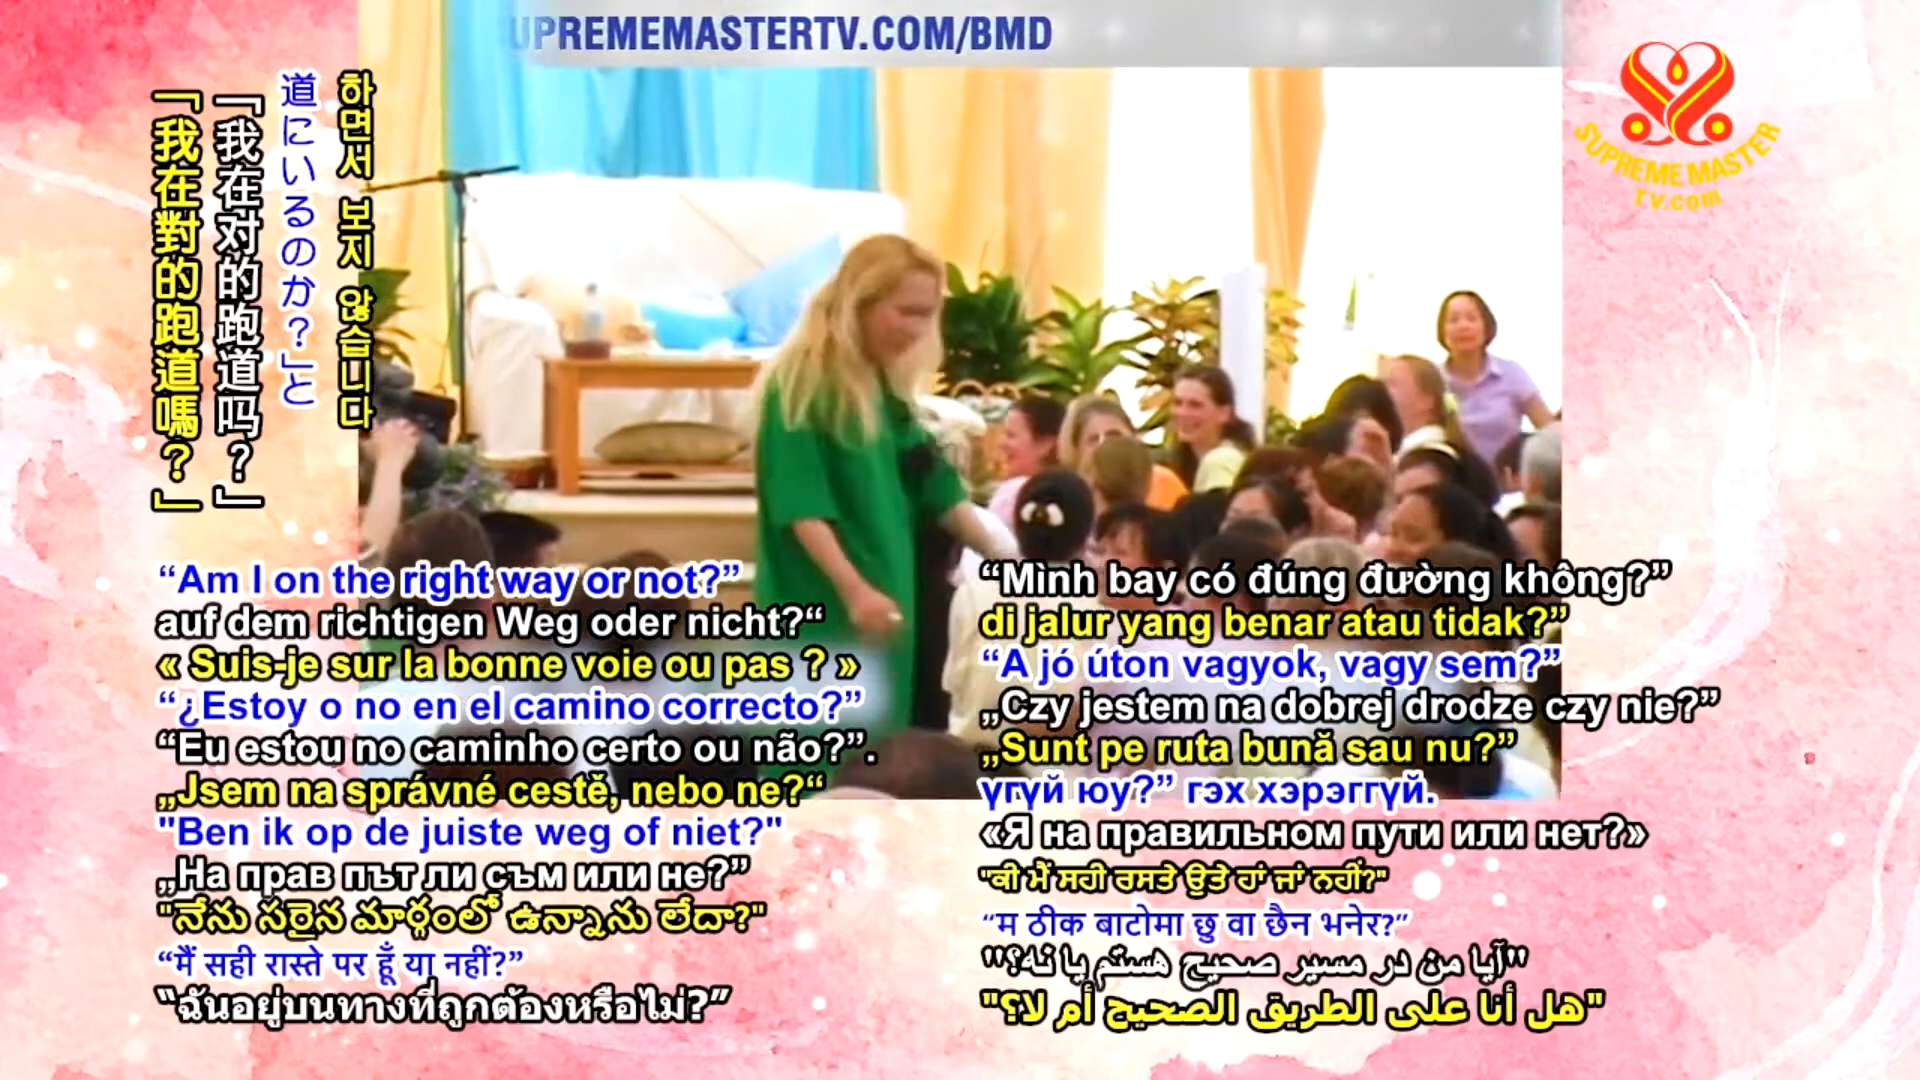 UPREMEMASTERTV.COM/BMD
SUPREME MASTER
TV.com
「我在對的跑道嗎？」
「我在对的跑道吗？」
道にいるのか？」と
하면서 보지 않습니다
“Am I on the right way or not?”
auf dem richtigen Weg oder nicht?“
« Suis-je sur la bonne voie ou pas ? »
“¿Estoy o no en el camino correcto?”
“Eu estou no caminho certo ou não?”.
„Jsem na správné cestě, nebo ne?“
"Ben ik op de juiste weg of niet?"
„На прав път ли съм или не?”
"నేను సరైన మార్గంలో ఉన్నాను లేదా?"
“मैं सही रास्ते पर हूँ या नहीं?”
“ฉันอยู่บนทางที่ถูกต้องหรือไม่?”
“Mình bay có đúng đường không?”
di jalur yang benar atau tidak?”
“A jó úton vagyok, vagy sem?”
„Czy jestem na dobrej drodze czy nie?”
„Sunt pe ruta bună sau nu?”
үгүй юу?” гэх хэрэггүй.
«Я на правильном пути или нет?»
"ਕੀ ਮੈਂ ਸਹੀ ਰਸਤੇ ਉਤੇ ਹਾਂ ਜਾਂ ਨਹੀਂ?"
“म ठीक बाटोमा छु वा छैन भनेर?”
"آیا من در مسیر صحیح هستم یا نه؟"
"هل أنا على الطريق الصحيح أم لا؟"